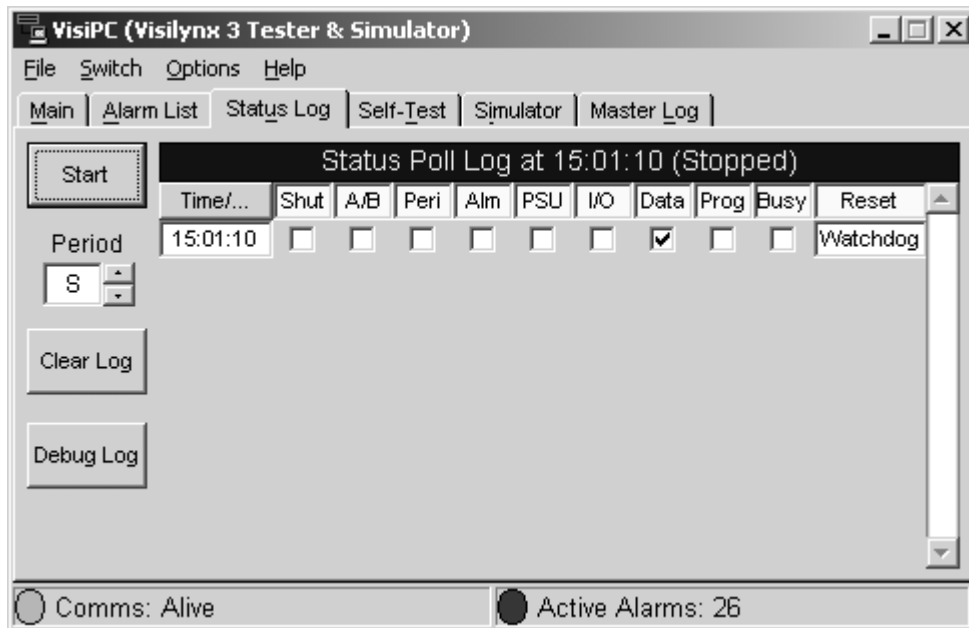 VisiPC (Visilynx 3 Tester & Simulator)
File Switch Options Help
Main Alarm List Status Log Self-Test Simulator Master Log
Start
Status Poll Log at 15:01:10 (Stopped)
Time/... Shut A/B Peri Alm PSU I/O Data Prog Busy Reset
15:01:10 Watchdog
Period
S
Clear Log
Debug Log
Comms: Alive
Active Alarms: 26